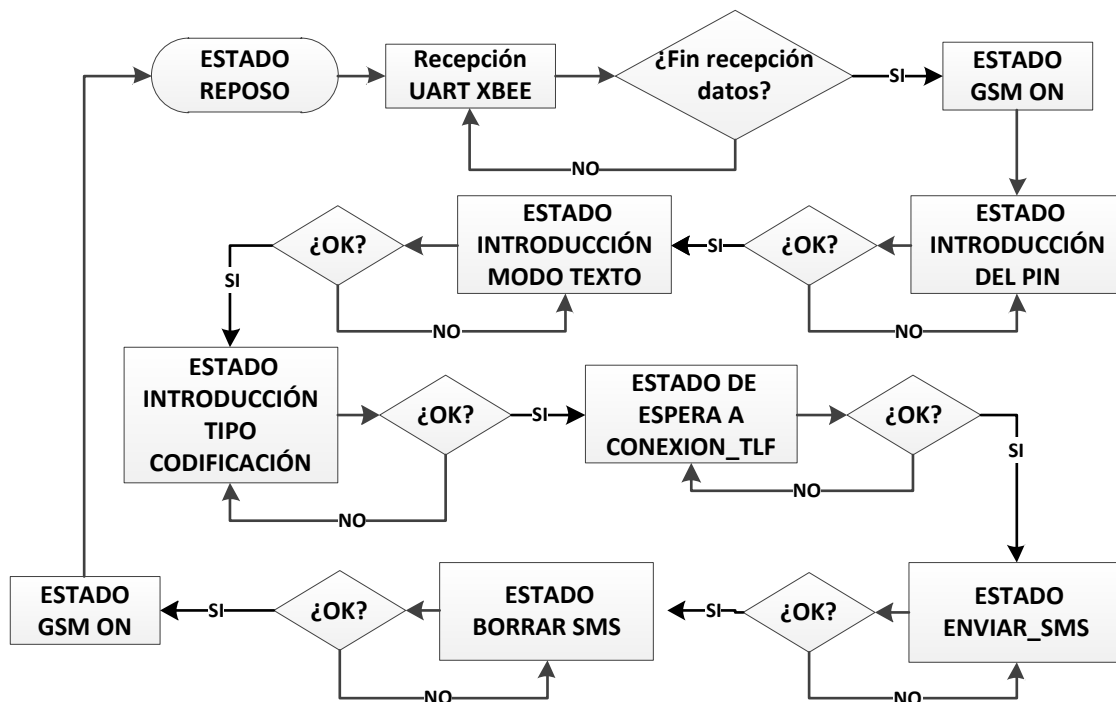 ESTADO
REPOSO
Recepción
UART XBEE
¿Fin recepción
datos?
SI
ESTADO
GSM ON
NO
ESTADO
INTRODUCCIÓN
DEL PIN
¿OK?
SI
NO
ESTADO
INTRODUCCIÓN
MODO TEXTO
¿OK?
SI
NO
ESTADO
INTRODUCCIÓN
TIPO
CODIFICACIÓN
¿OK?
SI
NO
ESTADO DE
ESPERA A
CONEXION_TLF
¿OK?
SI
NO
ESTADO
ENVIAR_SMS
¿OK?
SI
NO
ESTADO
BORRAR SMS
¿OK?
SI
NO
ESTADO
GSM ON